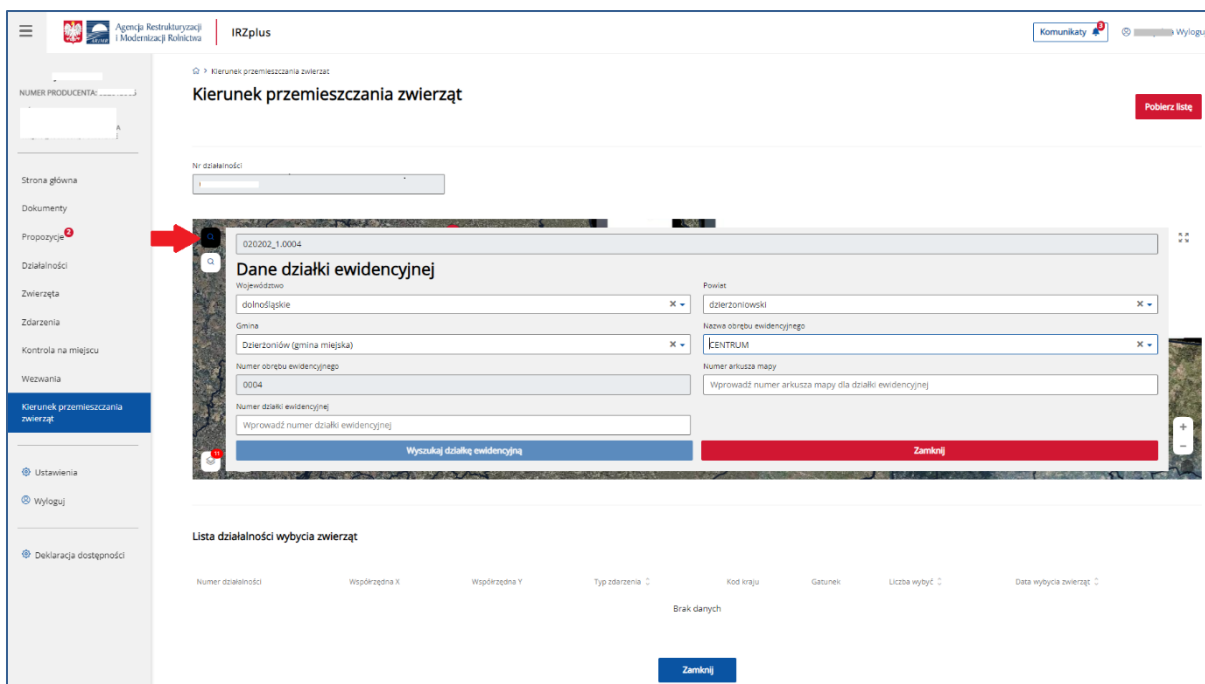 Agencja Restrukturyzacji
i Modernizacji Rolnictwa
IRZplus
Komunikaty 3
Wyloguj
NUMER PRODUCENTA:
Strona główna
Dokumenty
Propozycje 2
Działalności
Zwierzęta
Zdarzenia
Kontrola na miejscu
Wezwania
Kierunek przemieszczania
zwierząt
Ustawienia
Wyloguj
Deklaracja dostępności
Kierunek przemieszczania zwierząt
Kierunek przemieszczania zwierząt
Pobierz listę
Nr działalności
020202_1.0004
Dane działki ewidencyjnej
Województwo
Powiat
dolnośląskie
dzierżoniowski
Gmina
Nazwa obrębu ewidencyjnego
Dzierżoniów (gmina miejska)
CENTRUM
Numer obrębu ewidencyjnego
Numer arkusza mapy
0004
Wprowadź numer arkusza mapy dla działki ewidencyjnej
Numer działki ewidencyjnej
Wprowadź numer działki ewidencyjnej
Wyszukaj działkę ewidencyjną
Zamknij
11
Lista działalności wybycia zwierząt
Numer działalności Współrzędna X Współrzędna Y Typ zdarzenia Kod kraju Gatunek Liczba wybyć Data wybycia zwierząt
Brak danych
Zamknij